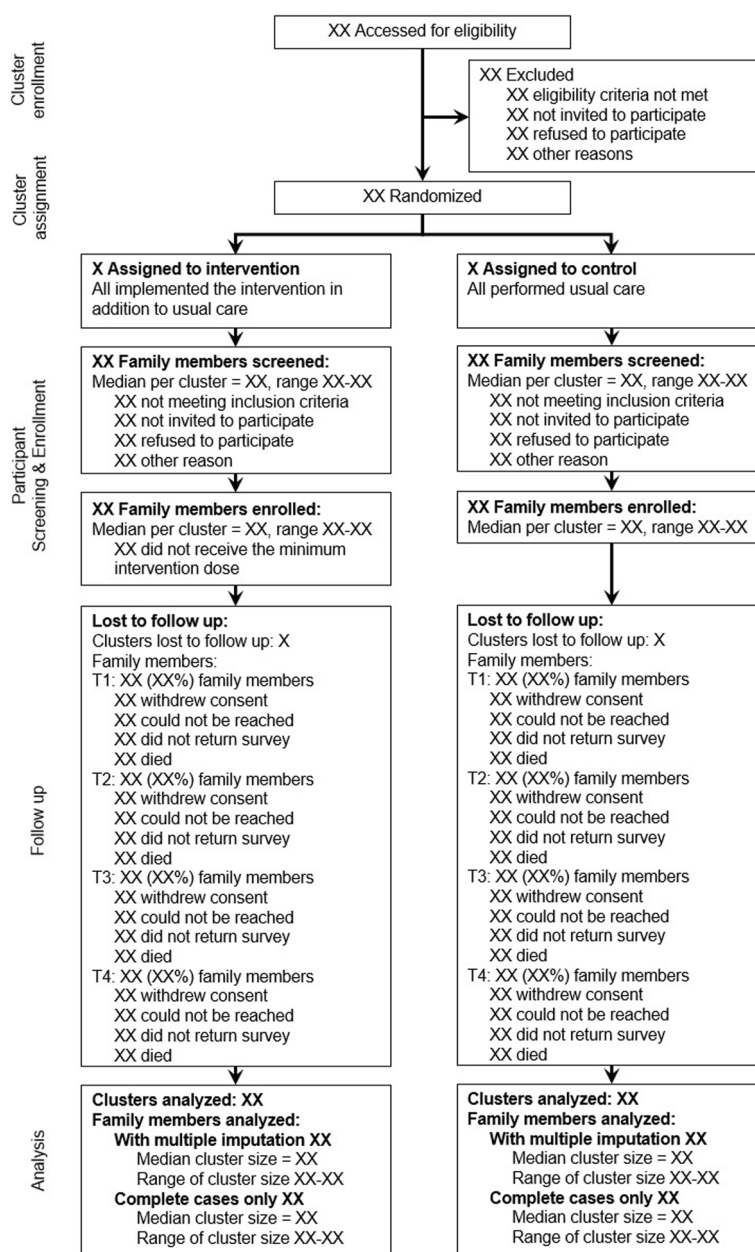 Cluster
enrollment
XX Accessed for eligibility
XX Excluded
XX eligibility criteria not met
XX not invited to participate
XX refused to participate
XX other reasons
Cluster
assignment
XX Randomized
X Assigned to intervention
All implemented the intervention in
addition to usual care
X Assigned to control
All performed usual care
Participant
Screening & Enrollment
XX Family members screened:
Median per cluster = XX, range XX-XX
XX not meeting inclusion criteria
XX not invited to participate
XX refused to participate
XX other reason
XX Family members screened:
Median per cluster = XX, range XX-XX
XX not meeting inclusion criteria
XX not invited to participate
XX refused to participate
XX other reason
XX Family members enrolled:
Median per cluster = XX, range XX-XX
XX did not receive the minimum
intervention dose
XX Family members enrolled:
Median per cluster = XX, range XX-XX
Follow up
Lost to follow up:
Clusters lost to follow up: X
Family members:
T1: XX (XX%) family members
XX withdrew consent
XX could not be reached
XX did not return survey
XX died
T2: XX (XX%) family members
XX withdrew consent
XX could not be reached
XX did not return survey
XX died
T3: XX (XX%) family members
XX withdrew consent
XX could not be reached
XX did not return survey
XX died
T4: XX (XX%) family members
XX withdrew consent
XX could not be reached
XX did not return survey
XX died
Lost to follow up:
Clusters lost to follow up: X
Family members:
T1: XX (XX%) family members
XX withdrew consent
XX could not be reached
XX did not return survey
XX died
T2: XX (XX%) family members
XX withdrew consent
XX could not be reached
XX did not return survey
XX died
T3: XX (XX%) family members
XX withdrew consent
XX could not be reached
XX did not return survey
XX died
T4: XX (XX%) family members
XX withdrew consent
XX could not be reached
XX did not return survey
XX died
Analysis
Clusters analyzed: XX
Family members analyzed:
With multiple imputation XX
Median cluster size = XX
Range of cluster size XX-XX
Complete cases only XX
Median cluster size = XX
Range of cluster size XX-XX
Clusters analyzed: XX
Family members analyzed:
With multiple imputation XX
Median cluster size = XX
Range of cluster size XX-XX
Complete cases only XX
Median cluster size = XX
Range of cluster size XX-XX